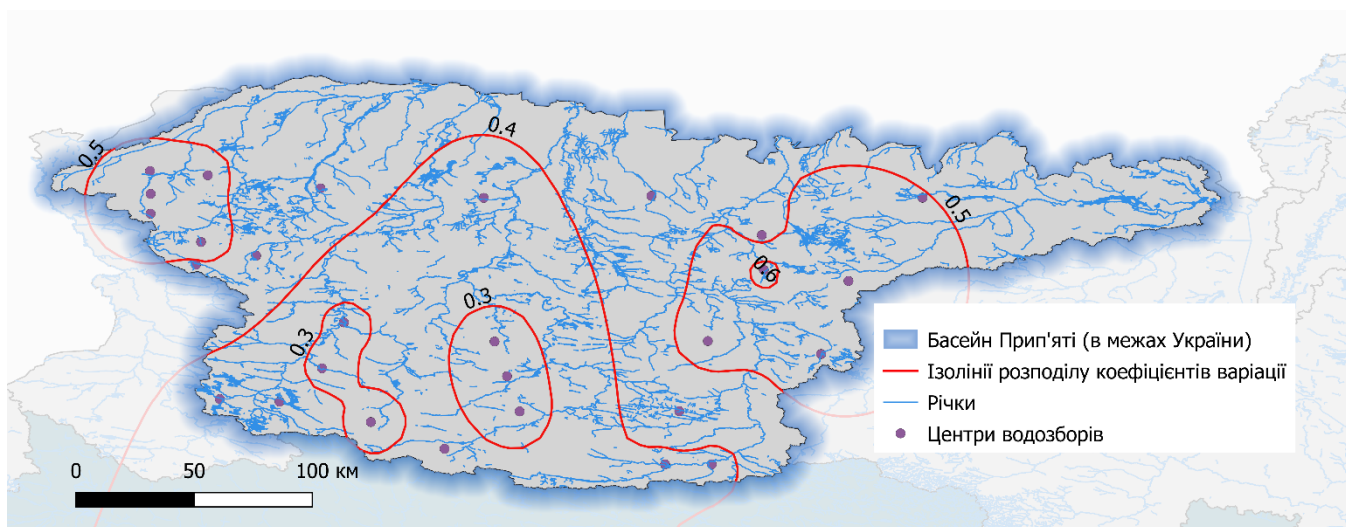 0.4
0.5
0.5
0.6
0.3
0.3
Басейн Прип'яті (в межах України)
Ізолінії розподілу коефіцієнтів варіації
Річки
Центри водозборів
0 50 100 км